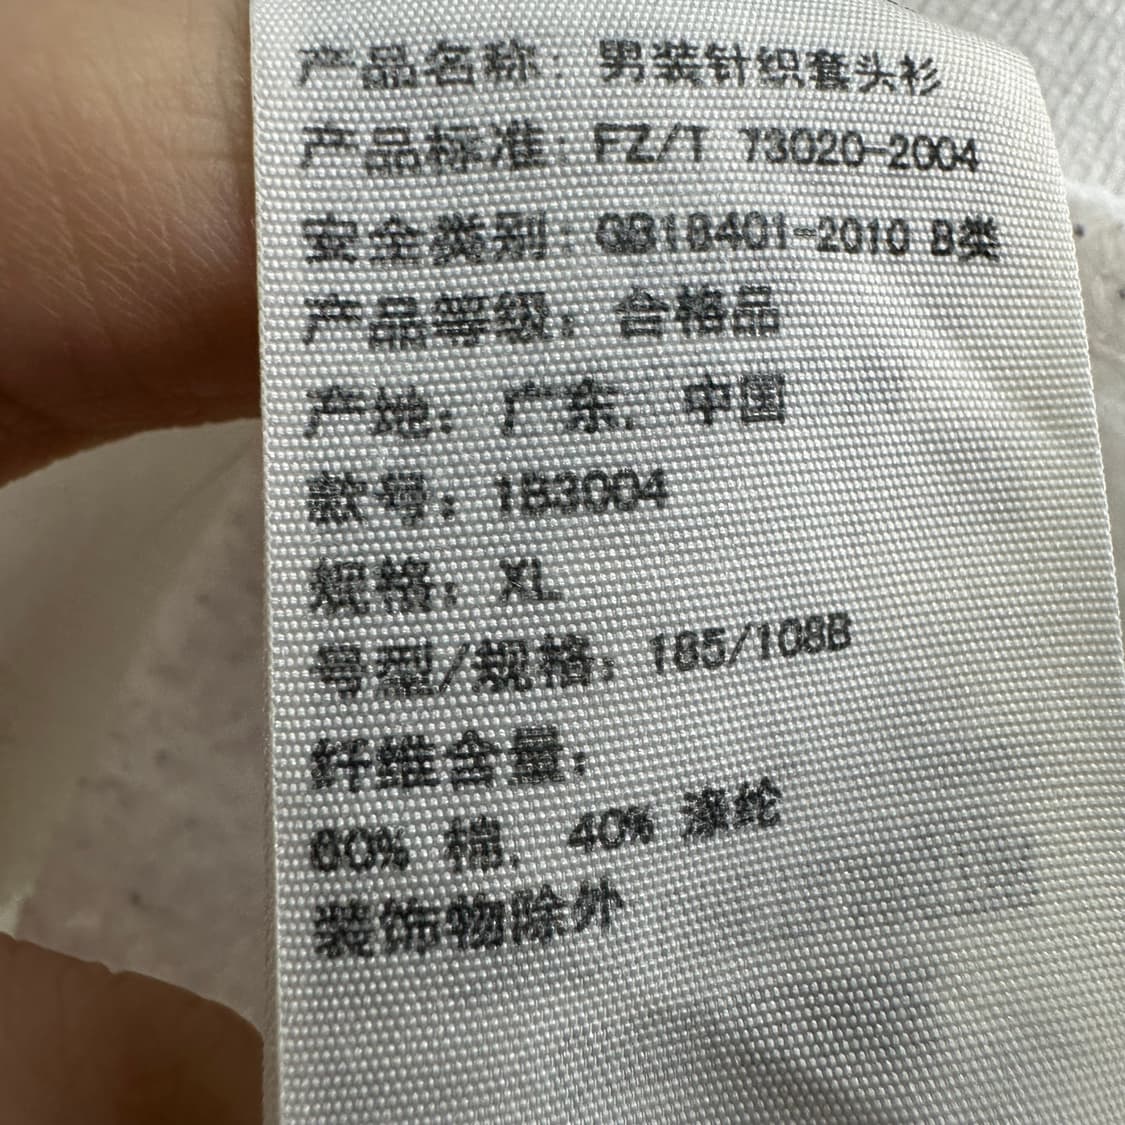 产品名称：男装针织套头衫
产品标准：FZ/T 73020-2004
安全类别：GB18401-2010 B类
产品等级：合格品
产地：广东，中国
款号：1B3004
规格：XL
号型/规格：185/108B
纤维含量：
60% 棉，40% 涤纶
装饰物除外